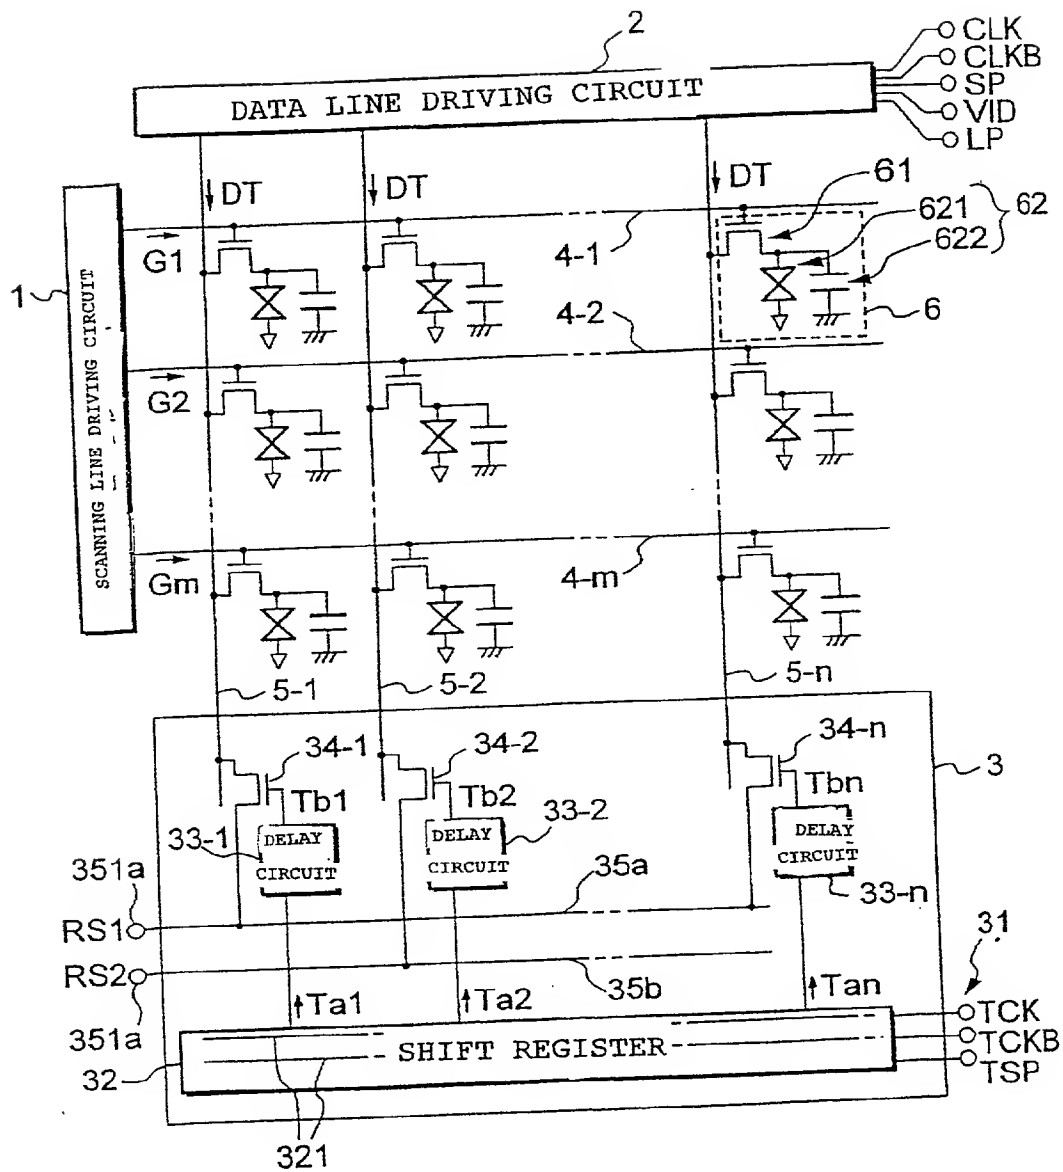 2
CLK
CLKB
SP
VID
LP
DATA LINE DRIVING CIRCUIT
DT
DT
DT
61
621
62
622
G1
4-1
1
SCANNING LINE DRIVING CIRCUIT
6
4-2
G2
Gm
4-m
5-1
5-2
5-n
34-1
34-2
34-n
3
Tb1
Tb2
Tbn
33-1
DELAY
CIRCUIT
DELAY
CIRCUIT
33-2
DELAY
CIRCUIT
33-n
351a
35a
RS1
31
RS2
35b
Ta1
Ta2
Tan
351a
TCK
TCKB
TSP
32
SHIFT REGISTER
321